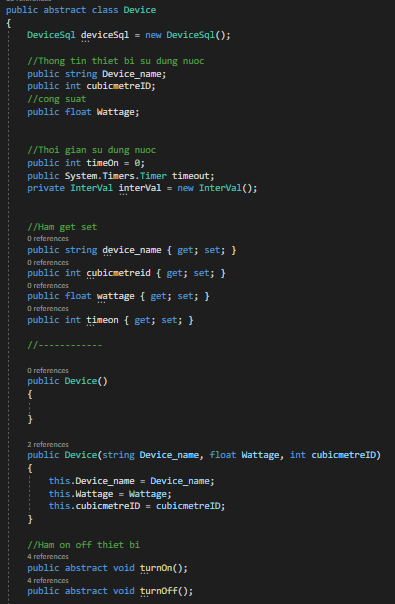 public abstract class Device
{
DeviceSql deviceSql = new DeviceSql();
//Thong tin thiet bi su dung nuoc
public string Device_name;
public int cubicmetreID;
//cong suat
public float Wattage;
//Thoi gian su dung nuoc
public int timeOn = 0;
public System.Timers.Timer timeout;
private InterVal interVal = new InterVal();
//Ham get set
0 references
public string device_name { get; set; }
0 references
public int cubicmetreid { get; set; }
0 references
public float wattage { get; set; }
0 references
public int timeon { get; set; }
//------------
0 references
public Device()
{
}
2 references
public Device(string Device_name, float Wattage, int cubicmetreID)
{
this.Device_name = Device_name;
this.Wattage = Wattage;
this.cubicmetreID = cubicmetreID;
}
//Ham on off thiet bi
4 references
public abstract void turnOn();
4 references
public abstract void turnOff();